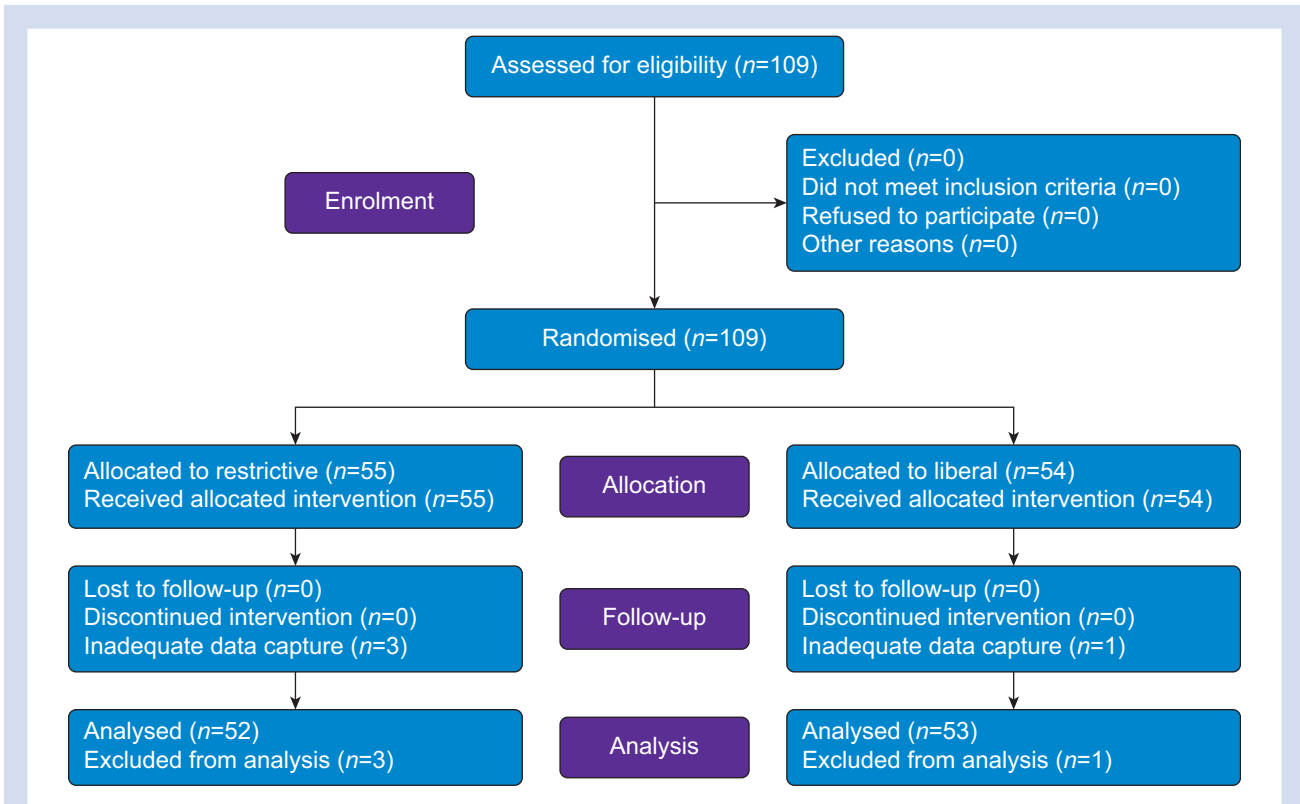 Assessed for eligibility (n=109)
Enrolment
Excluded (n=0)
Did not meet inclusion criteria (n=0)
Refused to participate (n=0)
Other reasons (n=0)
Randomised (n=109)
Allocated to restrictive (n=55)
Received allocated intervention (n=55)
Allocation
Allocated to liberal (n=54)
Received allocated intervention (n=54)
Lost to follow-up (n=0)
Discontinued intervention (n=0)
Inadequate data capture (n=3)
Follow-up
Lost to follow-up (n=0)
Discontinued intervention (n=0)
Inadequate data capture (n=1)
Analysed (n=52)
Excluded from analysis (n=3)
Analysis
Analysed (n=53)
Excluded from analysis (n=1)